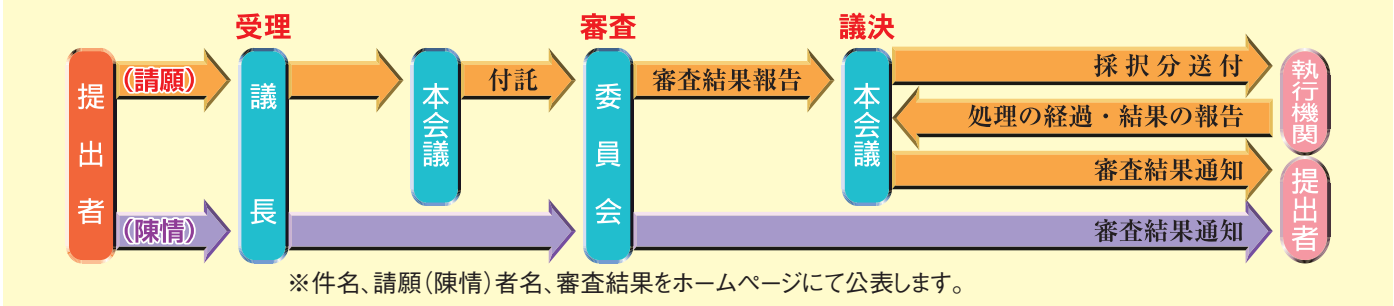 受理
審査
議決
提出者
(請願)
(陳情)
議長
本会議
付託
委員会
審査結果報告
本会議
採択分送付
処理の経過・結果の報告
審査結果通知
審査結果通知
執行機関
提出者
※件名、請願(陳情)者名、審査結果をホームページにて公表します。